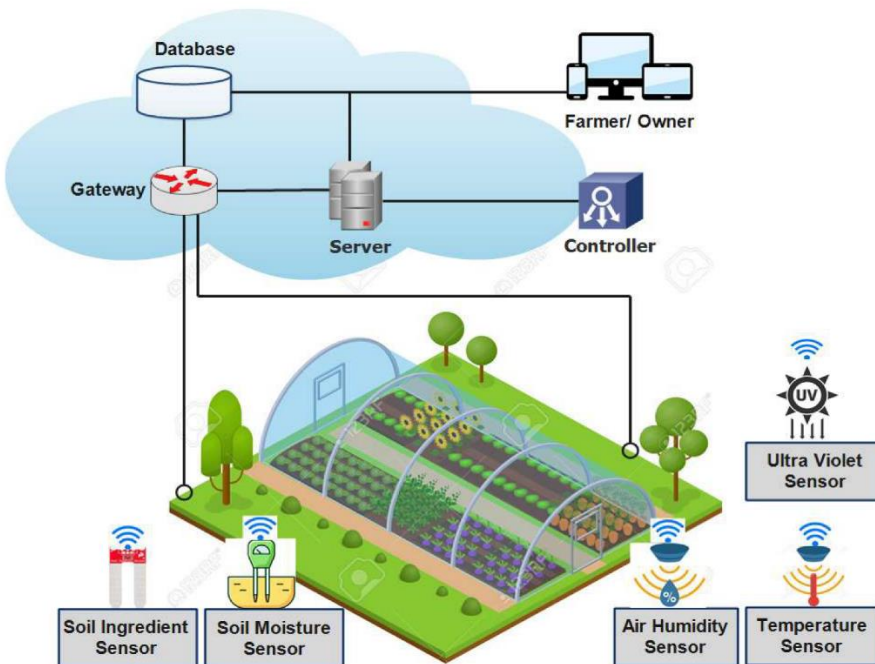 Database
Farmer/ Owner
Gateway
Server
Controller
UV
Ultra Violet
Sensor
%
Soil Ingredient
Sensor
Soil Moisture
Sensor
Air Humidity
Sensor
Temperature
Sensor